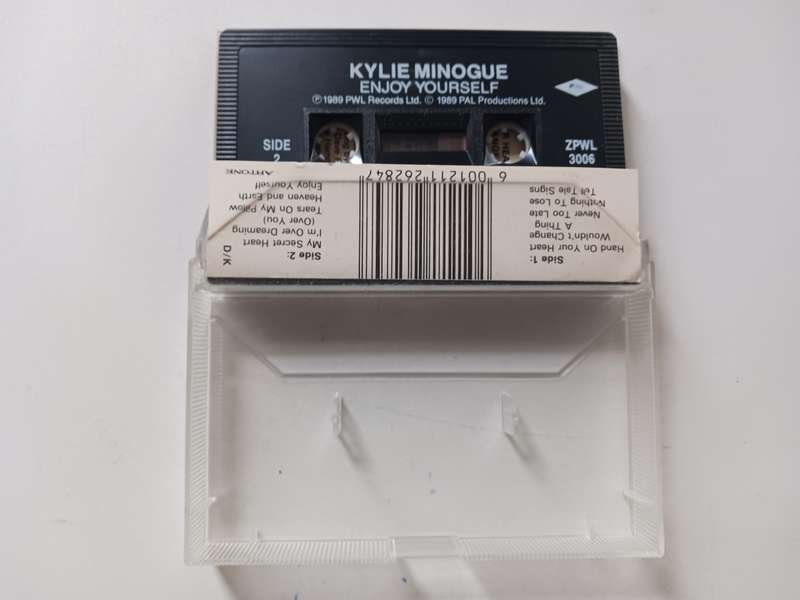 KYLIE MINOGUE
ENJOY YOURSELF
Ⓟ 1989 PWL Records Ltd. © 1989 PAL Productions Ltd.
SIDE
2
ZPWL
3006
Side 1:
Hand On Your Heart
Wouldn't Change
A Thing
Never Too Late
Nothing To Lose
Tell Tale Signs
6 001211 262847
Side 2:
My Secret Heart
I'm Over Dreaming
(Over You)
Tears On My Pillow
Heaven and Earth
Enjoy Yourself
D/K
ARTONE